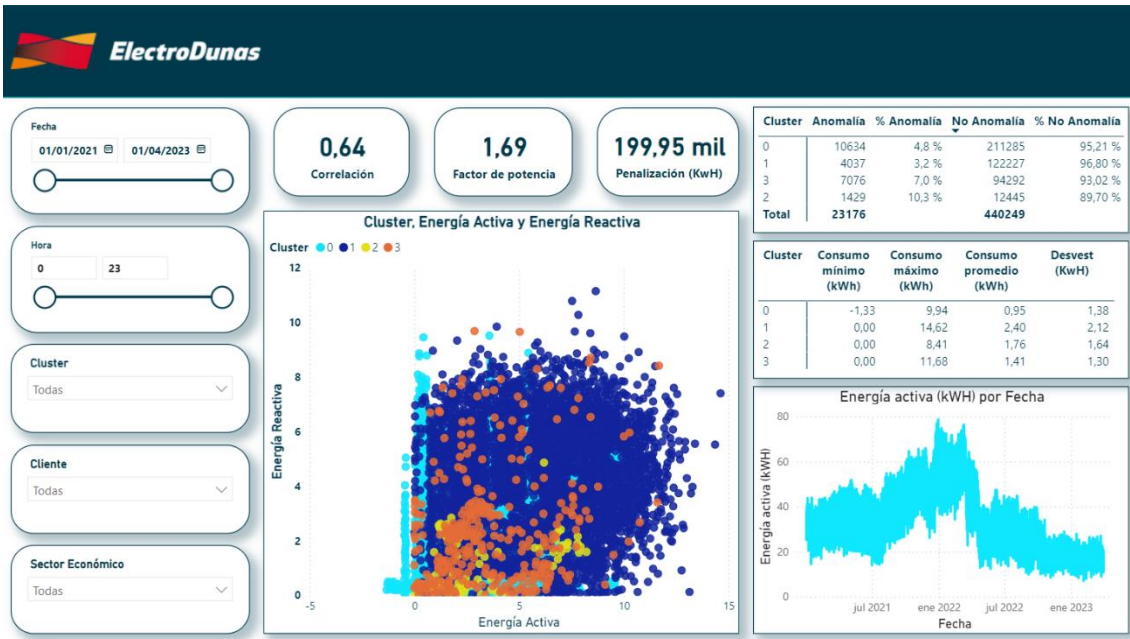 ElectroDunas
Fecha
01/01/2021 01/04/2023
Hora
0 23
Cluster
Todas
Cliente
Todas
Sector Económico
Todas
0,64
Correlación
1,69
Factor de potencia
199,95 mil
Penalización (KwH)
Cluster, Energía Activa y Energía Reactiva
Cluster 0 1 2 3
12
10
8
6
4
2
0
Energía Reactiva
-5 0 5 10 15
Energía Activa
Cluster Anomalía % Anomalía No Anomalía % No Anomalía
0 10634 4,8 % 211285 95,21 %
1 4037 3,2 % 122227 96,80 %
3 7076 7,0 % 94292 93,02 %
2 1429 10,3 % 12445 89,70 %
Total 23176 440249
Cluster Consumo Consumo Consumo Desvest
mínimo máximo promedio (KwH)
(kWh) (kWh) (kWh)
0 -1,33 9,94 0,95 1,38
1 0,00 14,62 2,40 2,12
2 0,00 8,41 1,76 1,64
3 0,00 11,68 1,41 1,30
Energía activa (kWH) por Fecha
80
60
40
20
0
Energía activa (kWH)
jul 2021 ene 2022 jul 2022 ene 2023
Fecha